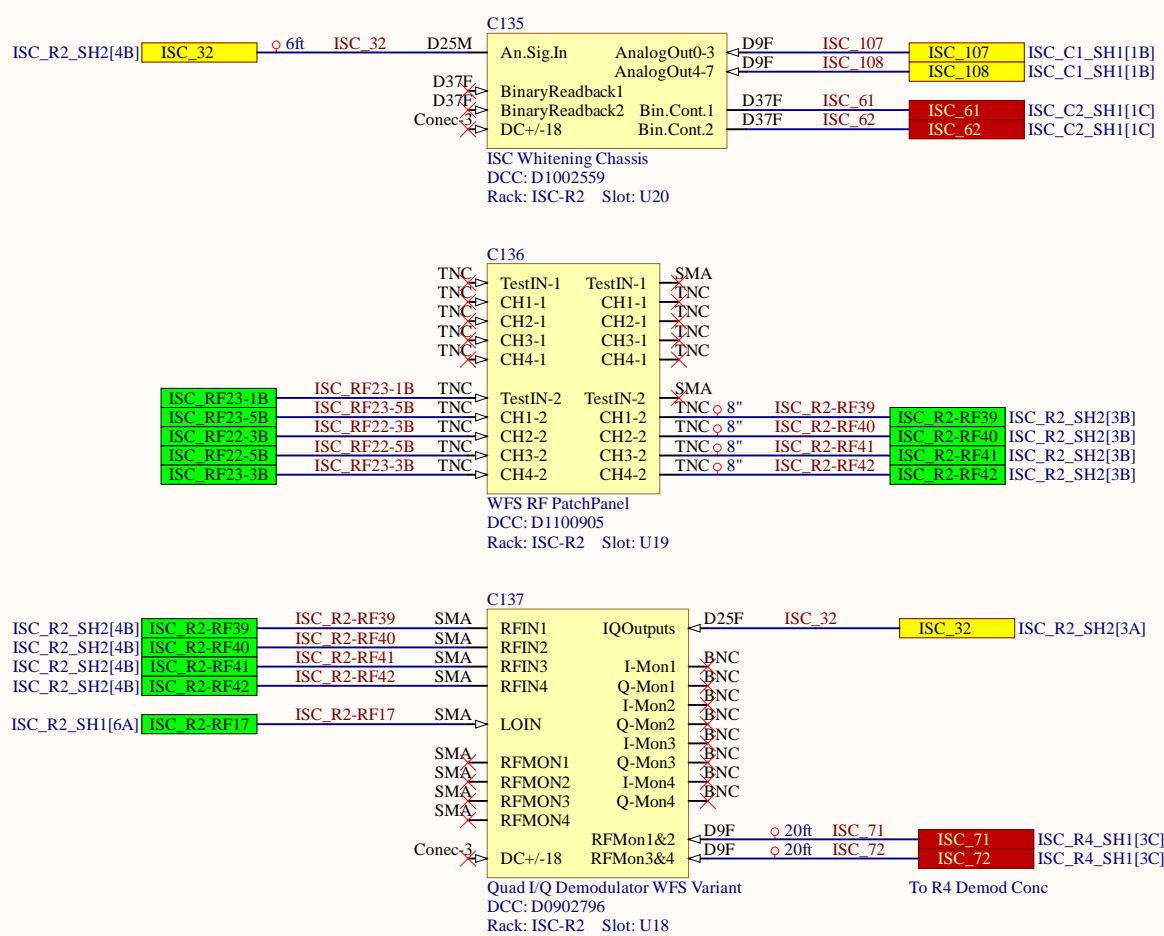 C135
ISC_R2_SH2[4B] ISC_32 6ft ISC_32 D25M An.Sig.In AnalogOut0-3 D9F ISC_107 ISC_107 ISC_C1_SH1[1B]
AnalogOut4-7 D9F ISC_108 ISC_108 ISC_C1_SH1[1B]
D37F BinaryReadback1
D37F BinaryReadback2 Bin.Cont.1 D37F ISC_61 ISC_61 ISC_C2_SH1[1C]
Conec-3 DC+/-18 Bin.Cont.2 D37F ISC_62 ISC_62 ISC_C2_SH1[1C]
ISC Whitening Chassis
DCC: D1002559
Rack: ISC-R2 Slot: U20
C136
TNC TestIN-1 TestIN-1 SMA
TNC CH1-1 CH1-1 TNC
TNC CH2-1 CH2-1 TNC
TNC CH3-1 CH3-1 TNC
TNC CH4-1 CH4-1 TNC
ISC_RF23-1B ISC_RF23-1B TNC TestIN-2 TestIN-2 SMA
ISC_RF23-5B ISC_RF23-5B TNC CH1-2 CH1-2 TNC 8" ISC_R2-RF39 ISC_R2-RF39 ISC_R2_SH2[3B]
ISC_RF22-3B ISC_RF22-3B TNC CH2-2 CH2-2 TNC 8" ISC_R2-RF40 ISC_R2-RF40 ISC_R2_SH2[3B]
ISC_RF22-5B ISC_RF22-5B TNC CH3-2 CH3-2 TNC 8" ISC_R2-RF41 ISC_R2-RF41 ISC_R2_SH2[3B]
ISC_RF23-3B ISC_RF23-3B TNC CH4-2 CH4-2 TNC 8" ISC_R2-RF42 ISC_R2-RF42 ISC_R2_SH2[3B]
WFS RF PatchPanel
DCC: D1100905
Rack: ISC-R2 Slot: U19
C137
ISC_R2_SH2[4B] ISC_R2-RF39 ISC_R2-RF39 SMA RFIN1 IQOutputs D25F ISC_32 ISC_32 ISC_R2_SH2[3A]
ISC_R2_SH2[4B] ISC_R2-RF40 ISC_R2-RF40 SMA RFIN2
ISC_R2_SH2[4B] ISC_R2-RF41 ISC_R2-RF41 SMA RFIN3 I-Mon1 BNC
ISC_R2_SH2[4B] ISC_R2-RF42 ISC_R2-RF42 SMA RFIN4 Q-Mon1 BNC
I-Mon2 BNC
ISC_R2_SH1[6A] ISC_R2-RF17 ISC_R2-RF17 SMA LOIN Q-Mon2 BNC
I-Mon3 BNC
SMA RFMON1 Q-Mon3 BNC
SMA RFMON2 I-Mon4 BNC
SMA RFMON3 Q-Mon4 BNC
SMA RFMON4
RFMon1&2 D9F 20ft ISC_71 ISC_71 ISC_R4_SH1[3C]
Conec-3 DC+/-18 RFMon3&4 D9F 20ft ISC_72 ISC_72 ISC_R4_SH1[3C]
Quad I/Q Demodulator WFS Variant To R4 Demod Conc
DCC: D0902796
Rack: ISC-R2 Slot: U18